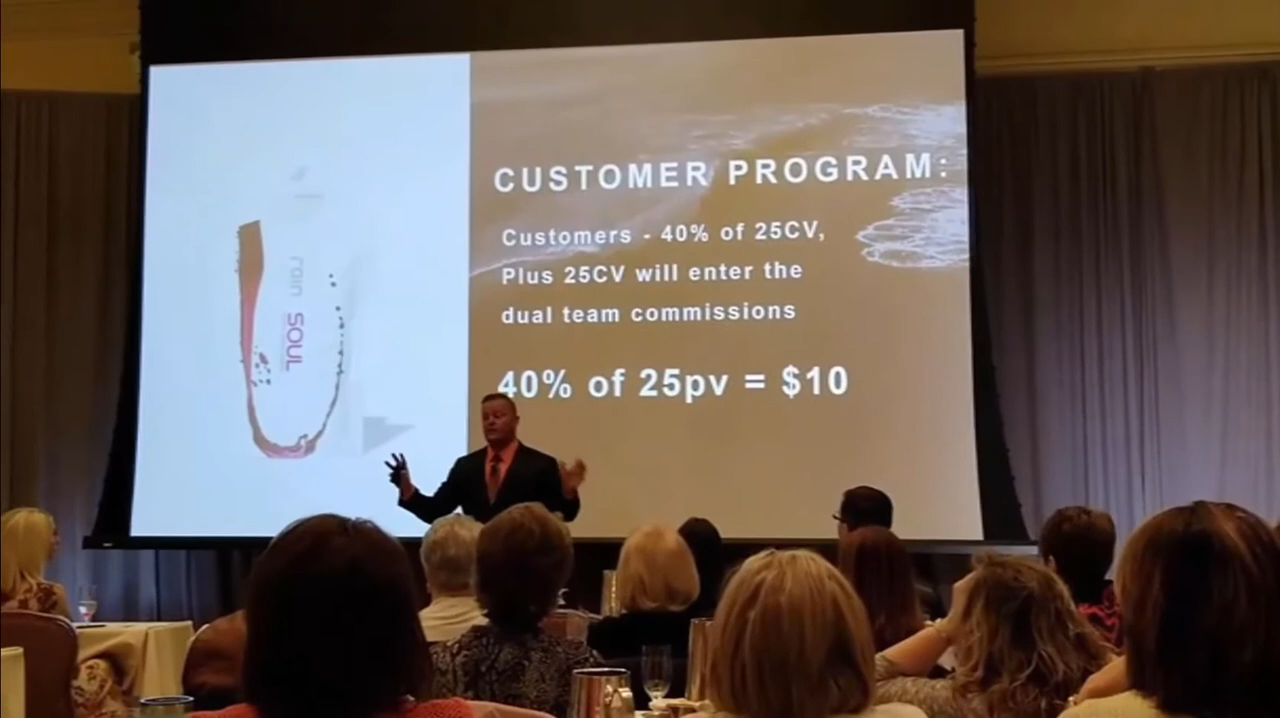 rain
SOUL
CUSTOMER PROGRAM:
Customers - 40% of 25CV,
Plus 25CV will enter the
dual team commissions
40% of 25pv = $10